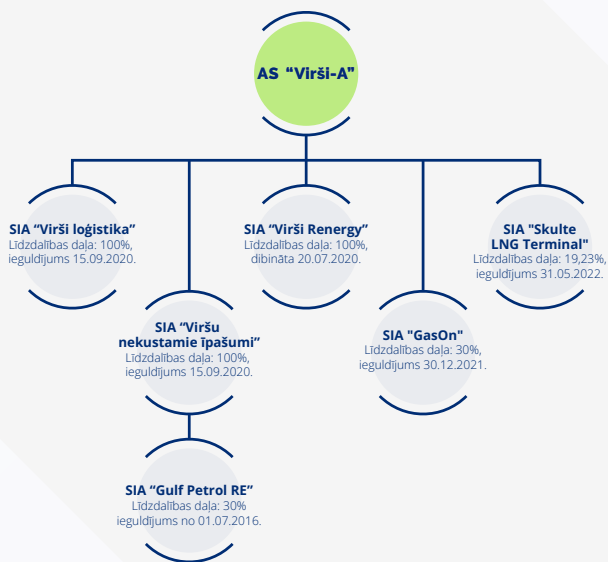 AS “Virši-A”
SIA “Virši loģistika”
Līdzdalības daļa: 100%,
ieguldījums 15.09.2020.
SIA “Virši Renergy”
Līdzdalības daļa: 100%,
dibināta 20.07.2020.
SIA "Skulte
LNG Terminal"
Līdzdalības daļa: 19,23%,
ieguldījums 31.05.2022.
SIA “Viršu
nekustamie īpašumi”
Līdzdalības daļa: 100%,
ieguldījums 15.09.2020.
SIA "GasOn"
Līdzdalības daļa: 30%,
ieguldījums 30.12.2021.
SIA “Gulf Petrol RE”
Līdzdalības daļa: 30%
ieguldījums no 01.07.2016.